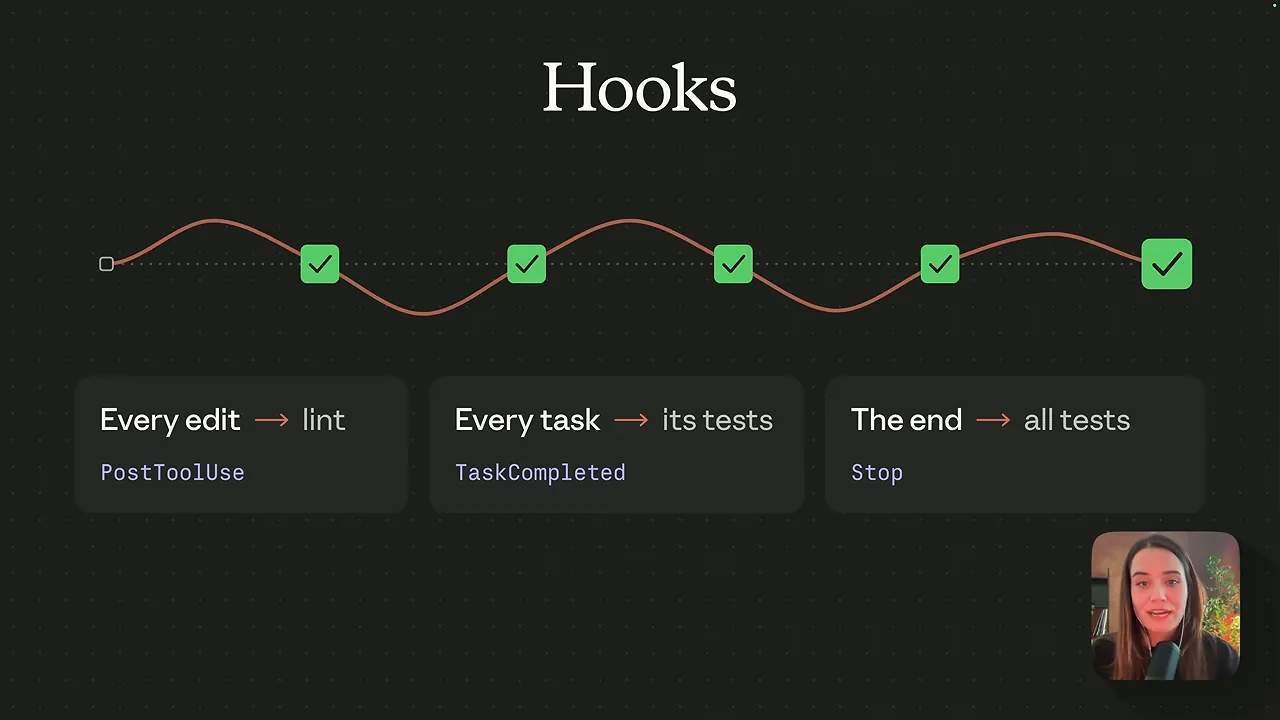 Hooks
Every edit → lint
PostToolUse
Every task → its tests
TaskCompleted
The end → all tests
Stop